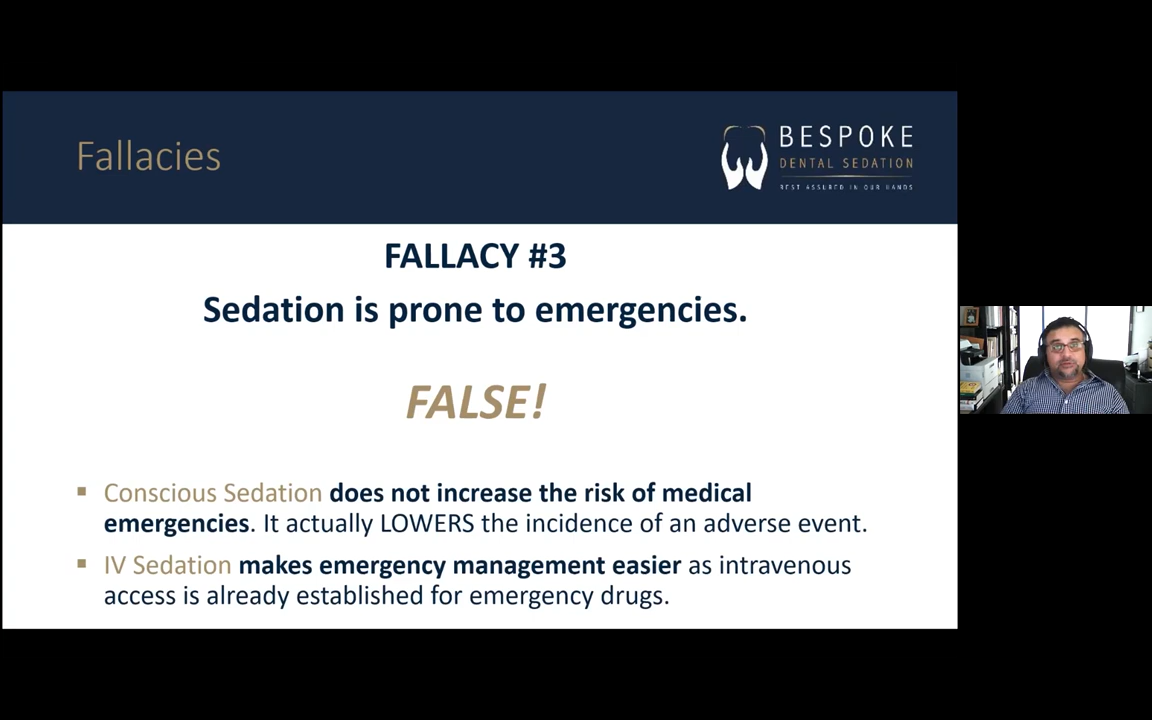 Fallacies
BESPOKE
DENTAL SEDATION
REST ASSURED IN OUR HANDS
FALLACY #3
Sedation is prone to emergencies.
FALSE!
▪ Conscious Sedation does not increase the risk of medical
emergencies. It actually LOWERS the incidence of an adverse event.
▪ IV Sedation makes emergency management easier as intravenous
access is already established for emergency drugs.